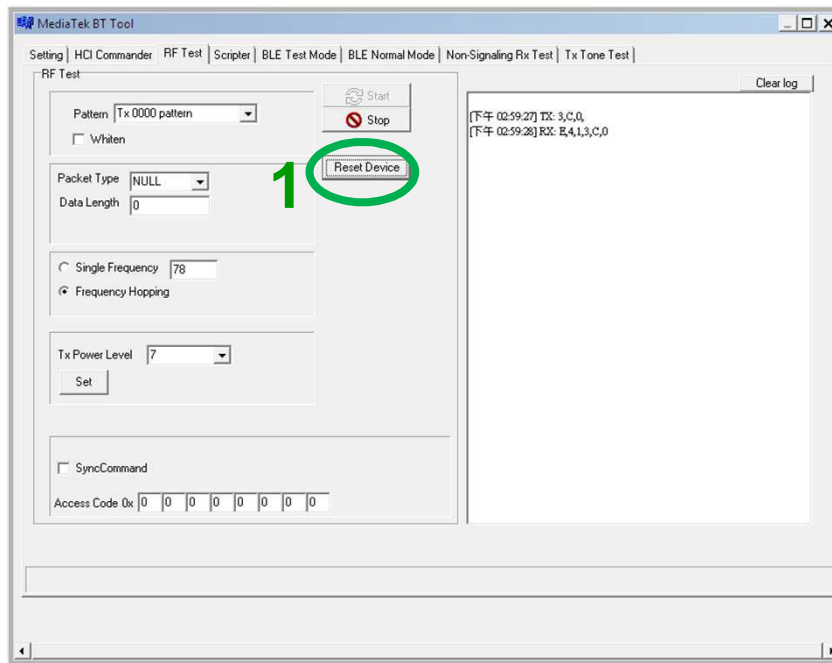 MediaTek BT Tool
Setting HCI Commander RF Test Scripter BLE Test Mode BLE Normal Mode Non-Signaling Rx Test Tx Tone Test
RF Test
Clear log
Pattern Tx 0000 pattern
Whiten
Start
Stop
1
Reset Device
Packet Type NULL
Data Length 0
Single Frequency 78
Frequency Hopping
Tx Power Level 7
Set
SyncCommand
Access Code 0x 0 0 0 0 0 0 0 0
[下午 02:59:27] TX: 3,C,0,
[下午 02:59:28] RX: E,4,1,3,C,0